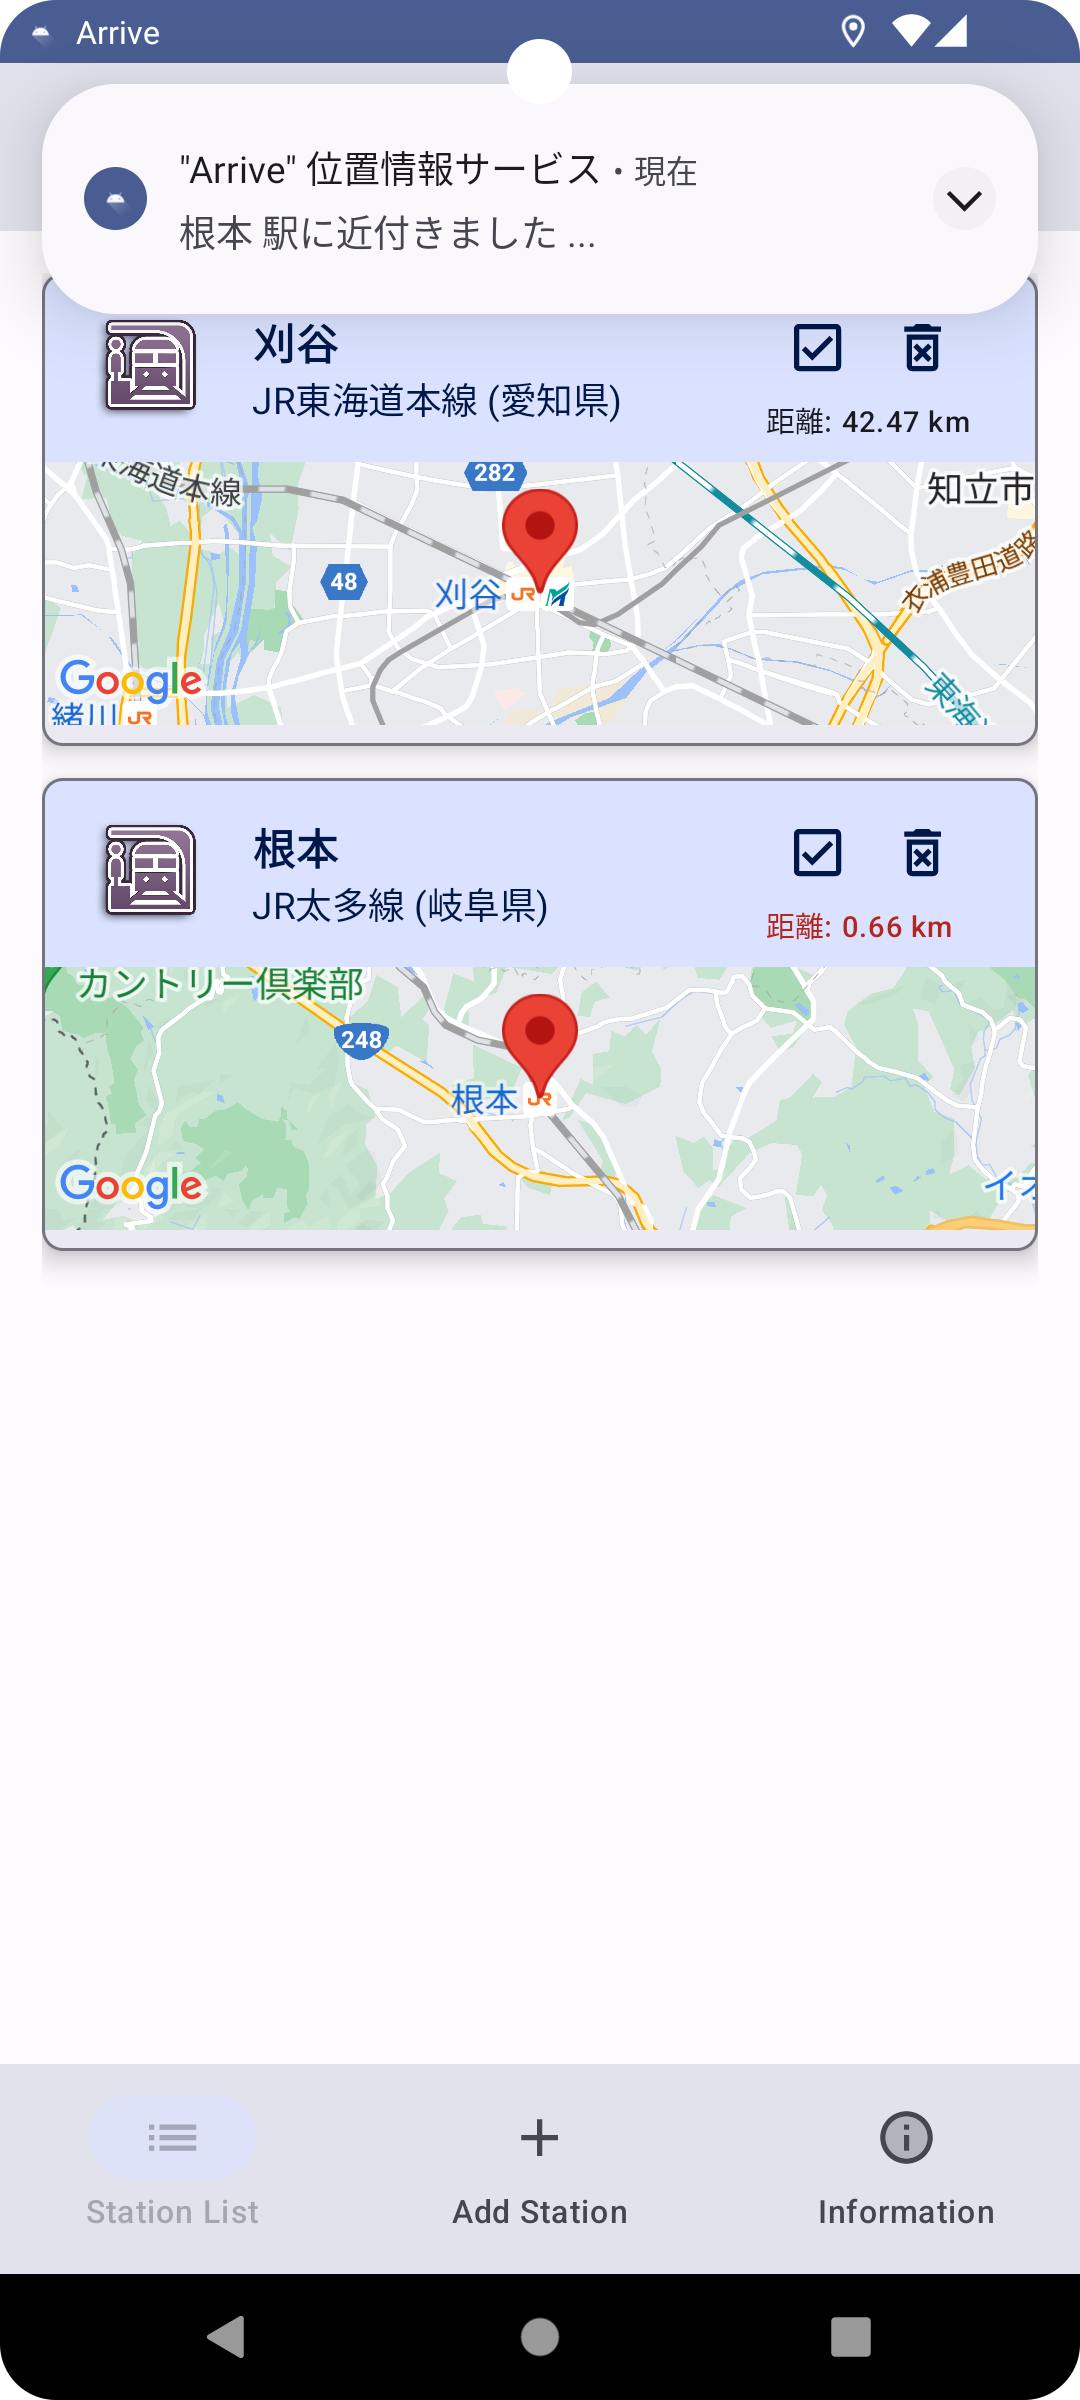 Arrive
"Arrive" 位置情報サービス • 現在
根本 駅に近付きました ...
刈谷
JR東海道本線 (愛知県)
距離: 42.47 km
海道本線
282
知立市
48
刈谷
衣浦豊田道路
Google
緒川
東海
根本
JR太多線 (岐阜県)
距離: 0.66 km
カントリー倶楽部
248
根本
Google
イオ
Station List
Add Station
Information